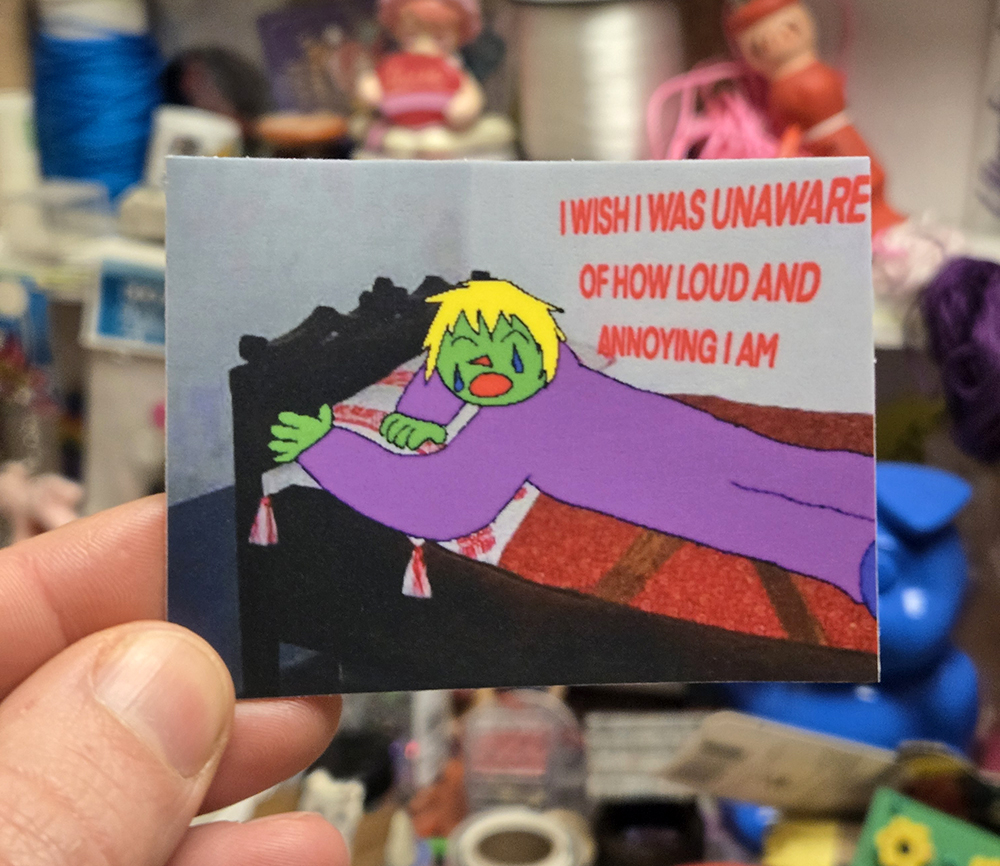 I WISH I WAS UNAWARE
OF HOW LOUD AND
ANNOYING I AM